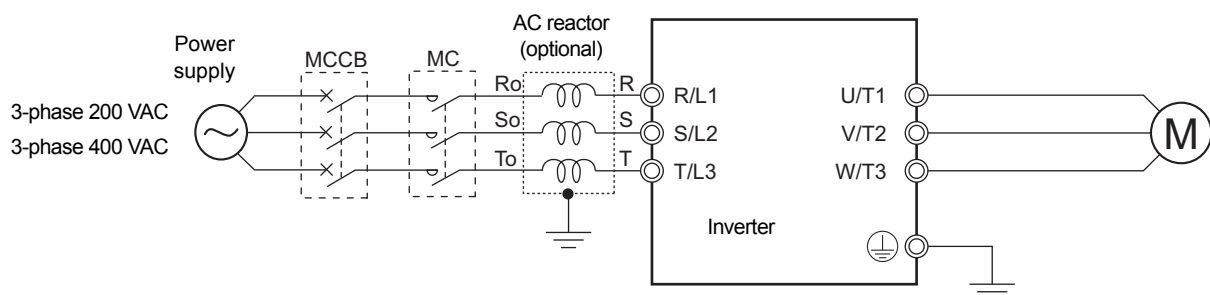 AC reactor
(optional)
Power
supply
MCCB
MC
3-phase 200 VAC
3-phase 400 VAC
Ro
R
R/L1
U/T1
So
S
S/L2
V/T2
M
To
T
T/L3
W/T3
Inverter